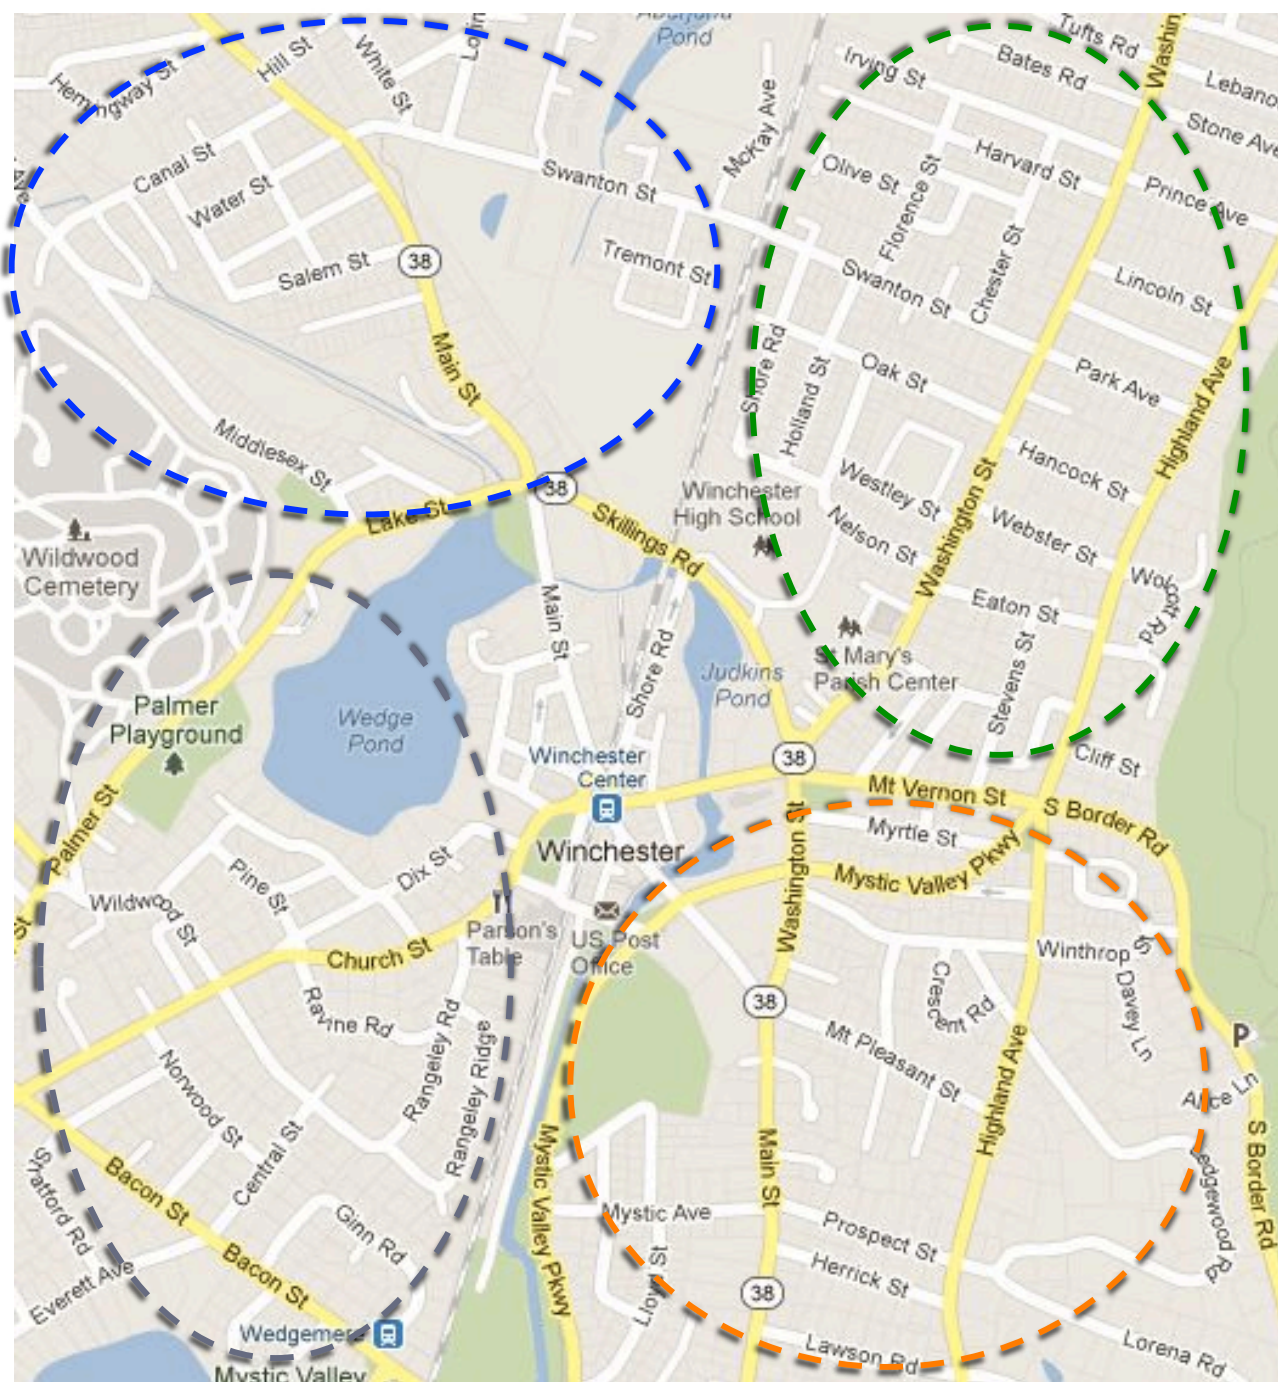 Tufts Rd
Washin
Hill St
White St
Pond
Irving St
Bates Rd
Lebano
Hemingway St
McKay Ave
Stone Ave
Canal St
Swanton St
Olive St
Florence St
Harvard St
Prince Ave
Water St
Salem St
38
Tremont St
Swanton St
Chester St
Lincoln St
Main St
Shore Rd
Holland St
Oak St
Park Ave
Highland Ave
Middlesex St
38
Lake St
Winchester
High School
Westley St
Washington St
Hancock St
Skillings Rd
Nelson St
Webster St
Wildwood
Cemetery
Main St
Eaton St
Wolcott Rd
Shore Rd
Judkins
Pond
St Mary's
Parish Center
Stevens St
Palmer
Playground
Wedge
Pond
Winchester
Center
38
Cliff St
Mt Vernon St
S Border Rd
Palmer St
Winchester
Washington St
Myrtle St
Mystic Valley Pkwy
Dix St
Pine St
Wildwood St
St
Parson's
Table
US Post
Office
Church St
Winthrop St
Davey Ln
Crescent Rd
38
Ravine Rd
Rangeley Rd
Rangeley Ridge
Mt Pleasant St
Highland Ave
P
Alice Ln
Norwood St
Central St
Mystic Valley Pkwy
Main St
S Border Rd
Ledgewood Rd
Bacon St
Ginn Rd
Mystic Ave
Prospect St
Bacon St
Everett Ave
Lloyd St
Herrick St
38
Wedgemere
Lawson Rd
Lorena Rd
Mystic Valley